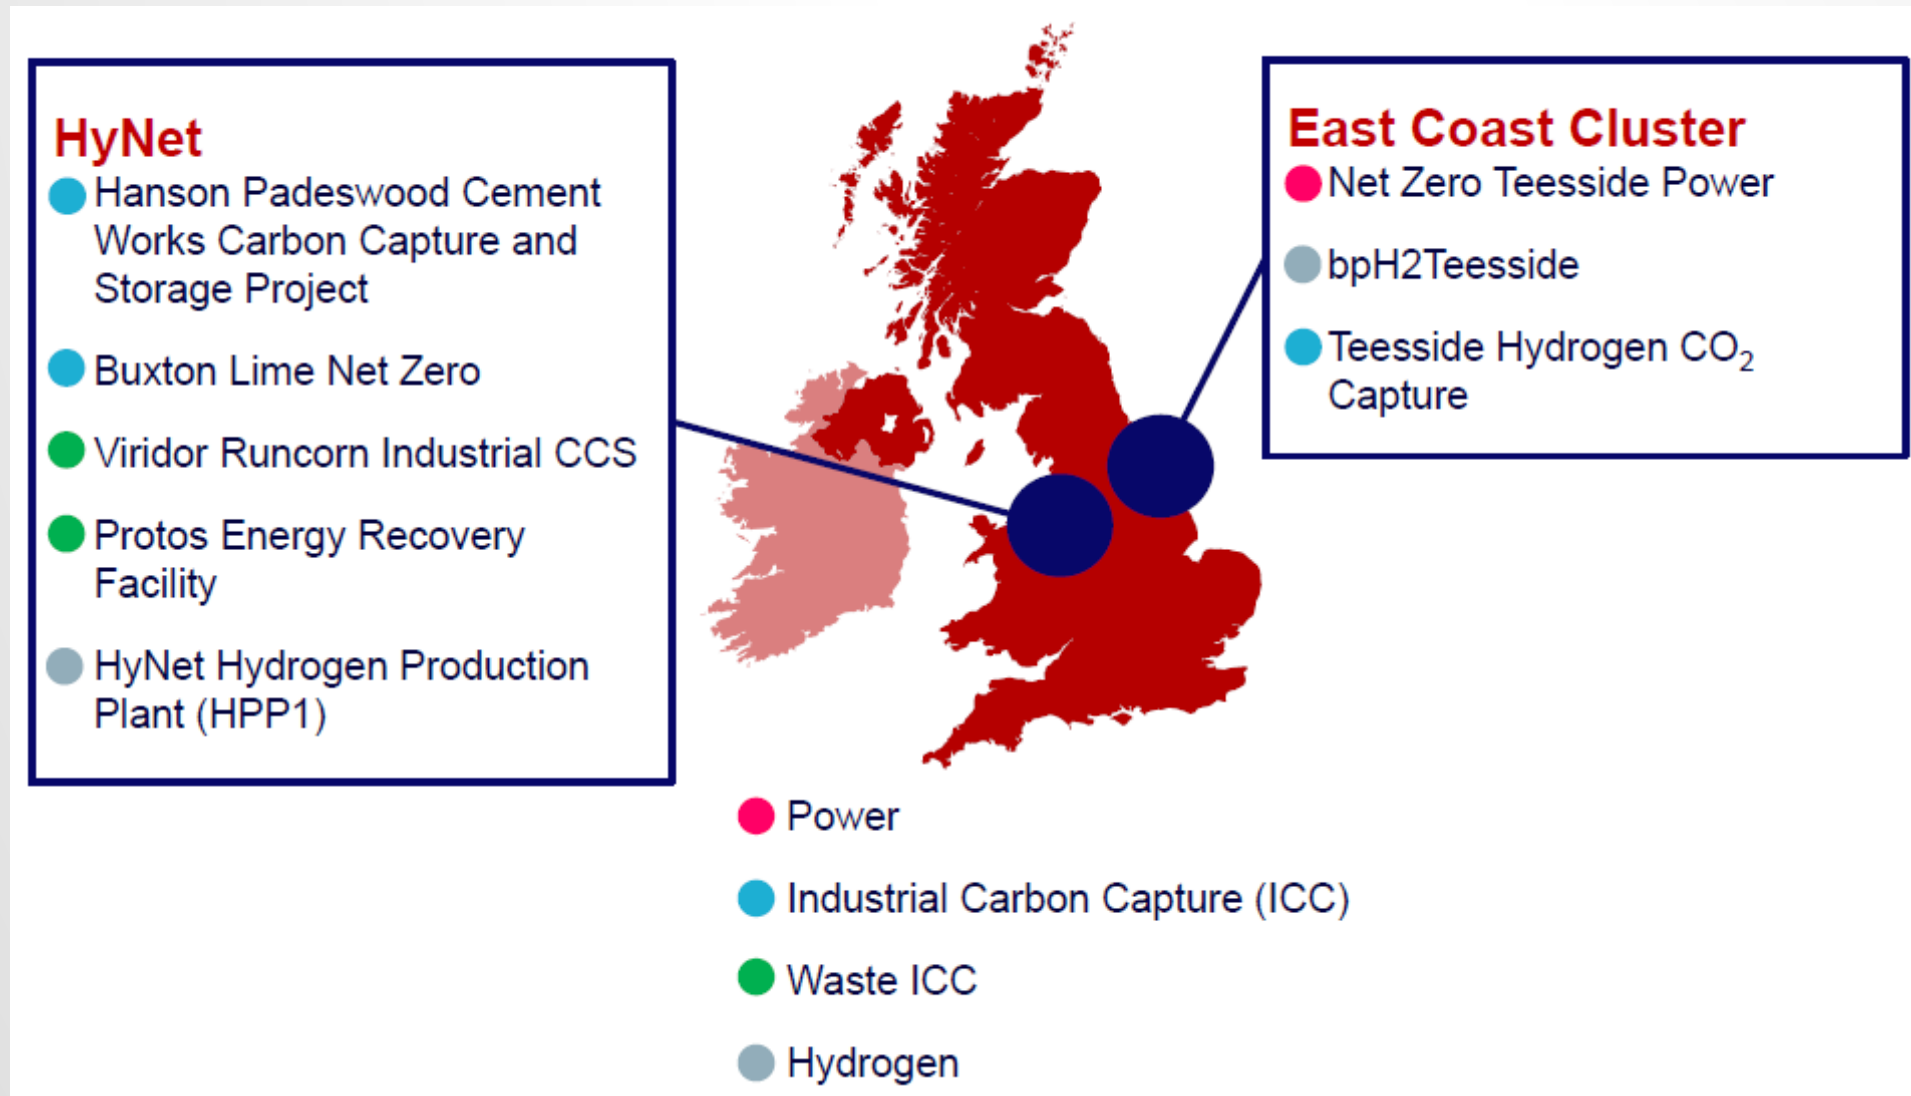 HyNet
Hanson Padeswood Cement
Works Carbon Capture and
Storage Project
Buxton Lime Net Zero
Viridor Runcorn Industrial CCS
Protos Energy Recovery
Facility
HyNet Hydrogen Production
Plant (HPP1)
East Coast Cluster
Net Zero Teesside Power
bpH2Teesside
Teesside Hydrogen CO₂
Capture
Power
Industrial Carbon Capture (ICC)
Waste ICC
Hydrogen